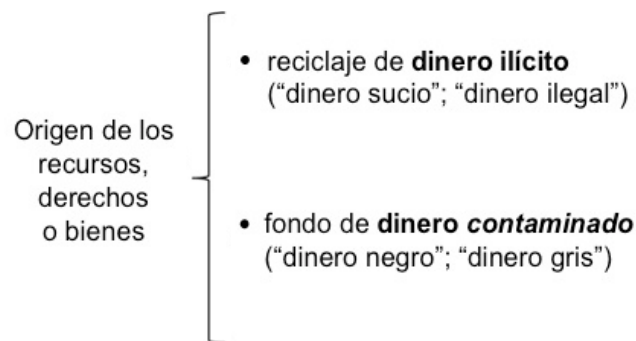 Origen de los
recursos,
derechos
o bienes
• reciclaje de dinero ilícito
(“dinero sucio”; “dinero ilegal”)
• fondo de dinero contaminado
(“dinero negro”; “dinero gris”)